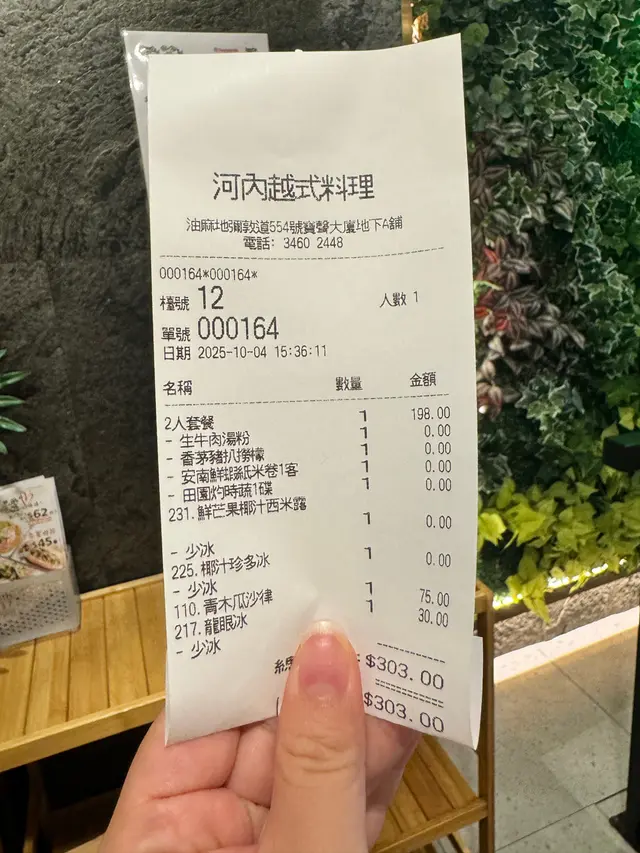 河內越式料理
油麻地彌敦道554號寶聲大廈地下A舖
電話: 3460 2448
000164*000164*
檯號 12 人數 1
單號 000164
日期 2025-10-04 15:36:11
名稱 數量 金額
2人套餐 1 198.00
- 生牛肉湯粉 1 0.00
- 香茅豬扒撈檬 1 0.00
- 安南鮮蝦紙米卷1客 1 0.00
- 田園灼時蔬1碟 1 0.00
231. 鮮芒果椰汁西米露 1 0.00
- 少冰
225. 椰汁珍多冰 1 0.00
- 少冰
110. 青木瓜沙律 1 75.00
217. 龍眼冰 1 30.00
- 少冰
: $303.00
$303.00
$62
45